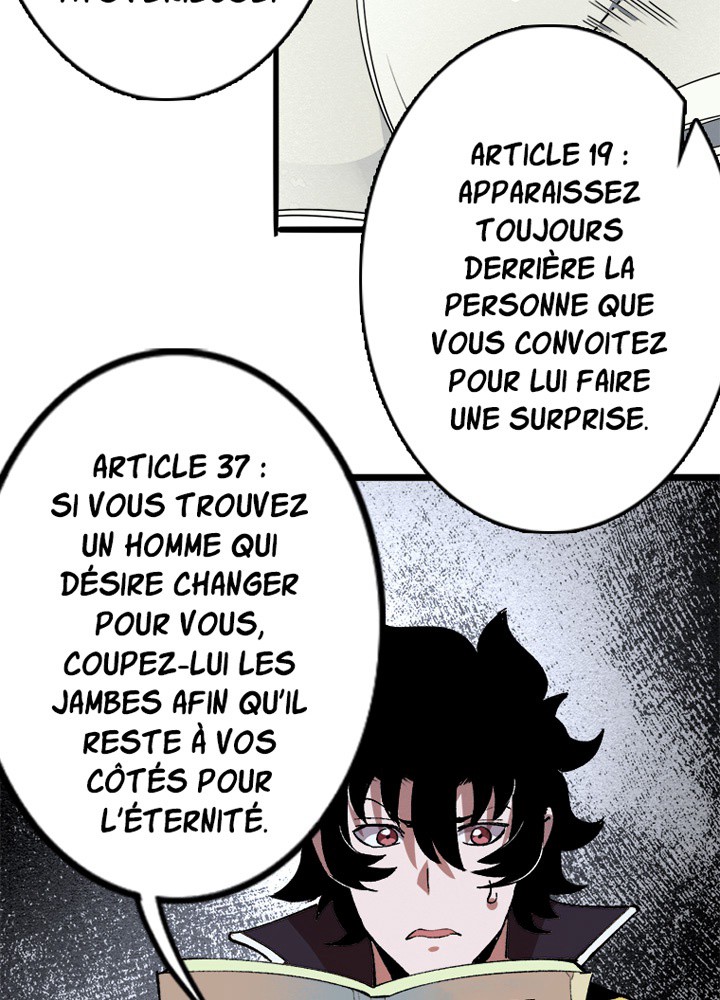 ARTICLE 19 :
APPARAISSEZ
TOUJOURS
DERRIÈRE LA
PERSONNE QUE
VOUS CONVOITEZ
POUR LUI FAIRE
UNE SURPRISE.
ARTICLE 37 :
SI VOUS TROUVEZ
UN HOMME QUI
DÉSIRE CHANGER
POUR VOUS,
COUPEZ-LUI LES
JAMBES AFIN QU'IL
RESTE À VOS
CÔTÉS POUR
L'ÉTERNITÉ.